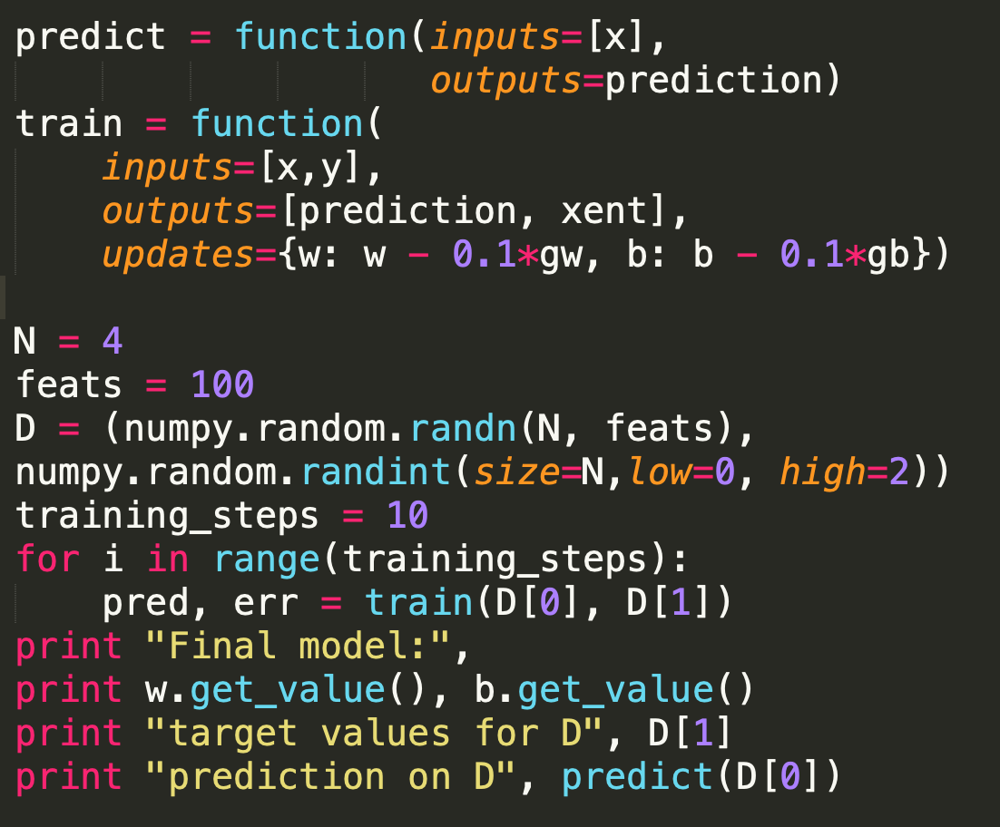 predict = function(inputs=[x],
                   outputs=prediction)
train = function(
    inputs=[x,y],
    outputs=[prediction, xent],
    updates={w: w - 0.1*gw, b: b - 0.1*gb})

N = 4
feats = 100
D = (numpy.random.randn(N, feats),
numpy.random.randint(size=N,low=0, high=2))
training_steps = 10
for i in range(training_steps):
    pred, err = train(D[0], D[1])
print "Final model:",
print w.get_value(), b.get_value()
print "target values for D", D[1]
print "prediction on D", predict(D[0])